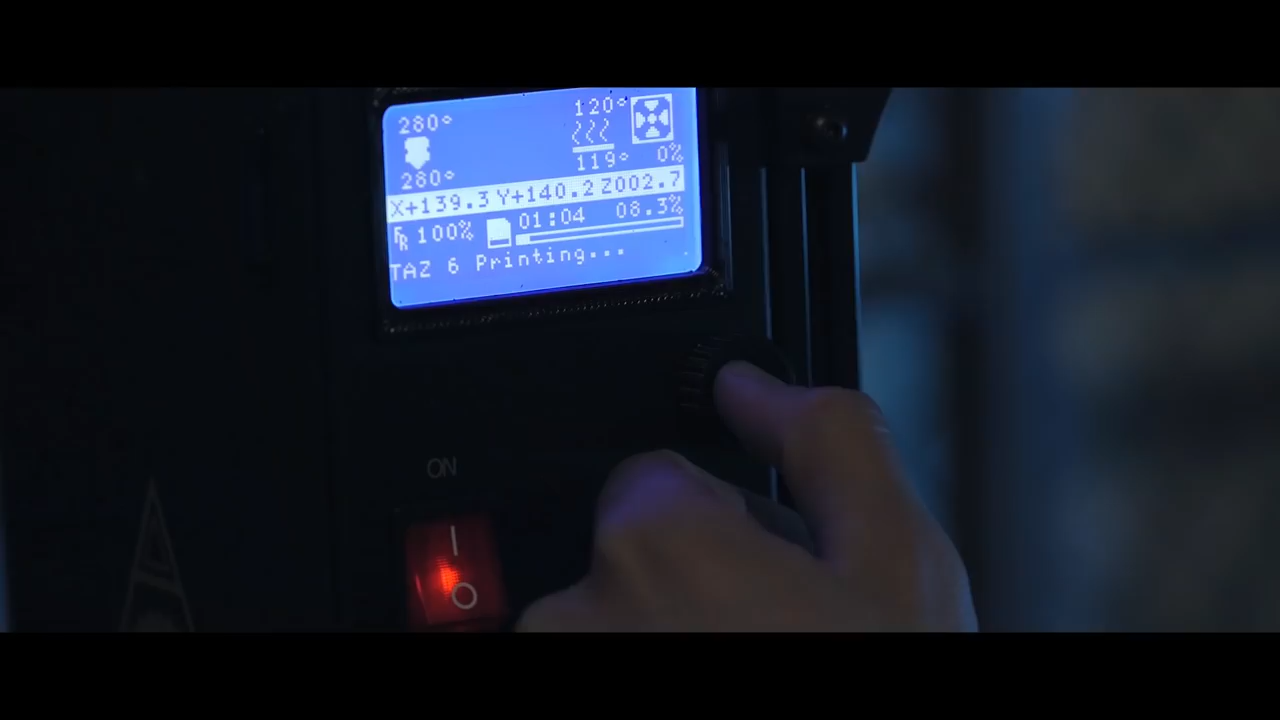 280° 120°
280° 119° 0%
X+139.3 Y+140.2 Z002.7
FR 100% 01:04 08.3%
TAZ 6 Printing...
ON